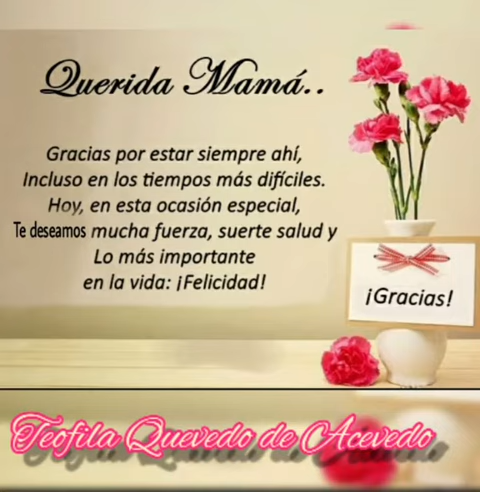 Querida Mamá..
Gracias por estar siempre ahí,
Incluso en los tiempos más difíciles.
Hoy, en esta ocasión especial,
Te deseamos mucha fuerza, suerte salud y
Lo más importante
en la vida: ¡Felicidad!
¡Gracias!
Teofila Quevedo de Acevedo